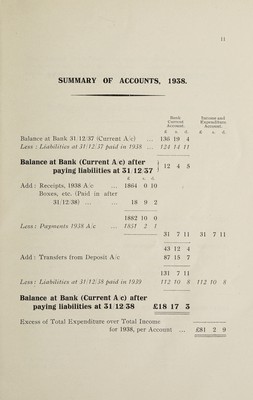 11
SUMMARY OF ACCOUNTS, 1938.
Bank Current Account. Income and Expenditure Account.
£ s. d. £ s. d.
Balance at Bank 31/12/37 (Current A/c) ... 136 19 4
Less : Liabilities at 31/12/37 paid in 1938 ... 124 14 11
Balance at Bank (Current A/c) after
paying liabilities at 31/12/37 } 12 4 5
£ s. d.
Add : Receipts, 1938 A/c ... 1864 0 10
Boxes, etc. (Paid in after
31/12/38) ... ... 18 9 2
1882 10 0
Less : Payments 1938 A/c ... 1851 2 1
31 7 11 31 7 11
43 12 4
Add : Transfers from Deposit A/c 87 15 7
131 7 11
Less : Liabilities at 31/12/38 paid in 1939 112 10 8 112 10 8
Balance at Bank (Current A/c) after
paying liabilities at 31/12/38 £18 17 3
Excess of Total Expenditure over Total Income
for 1938, per Account ... £81 2 9